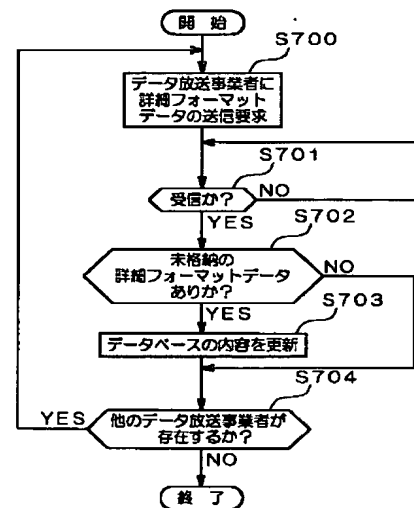 開 始
S700
データ放送事業者に
詳細フォーマット
データの送信要求
S701
受信か？
NO
YES
S702
未格納の
詳細フォーマットデータ
ありか？
NO
YES
S703
データベースの内容を更新
S704
YES
他のデータ放送事業者が
存在するか？
NO
終 了